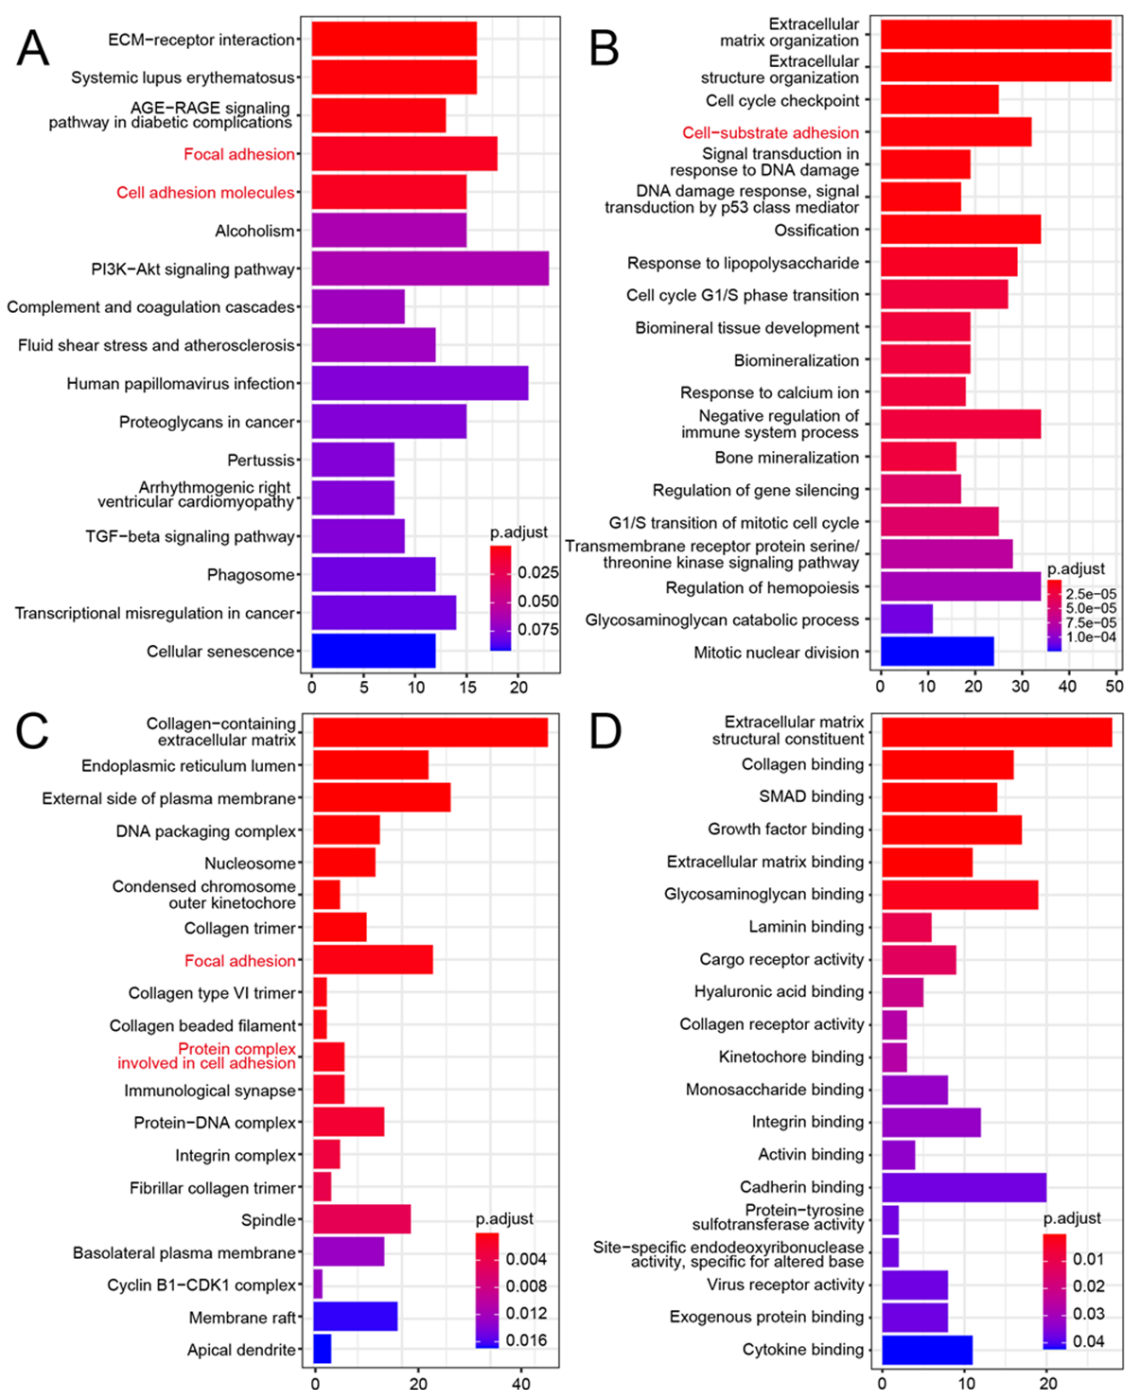 A
ECM−receptor interaction
Systemic lupus erythematosus
AGE−RAGE signaling
pathway in diabetic complications
Focal adhesion
Cell adhesion molecules
Alcoholism
PI3K−Akt signaling pathway
Complement and coagulation cascades
Fluid shear stress and atherosclerosis
Human papillomavirus infection
Proteoglycans in cancer
Pertussis
Arrhythmogenic right
ventricular cardiomyopathy
TGF−beta signaling pathway
Phagosome
Transcriptional misregulation in cancer
Cellular senescence
p.adjust
0.025
0.050
0.075
0 5 10 15 20
B
Extracellular
matrix organization
Extracellular
structure organization
Cell cycle checkpoint
Cell−substrate adhesion
Signal transduction in
response to DNA damage
DNA damage response, signal
transduction by p53 class mediator
Ossification
Response to lipopolysaccharide
Cell cycle G1/S phase transition
Biomineral tissue development
Biomineralization
Response to calcium ion
Negative regulation of
immune system process
Bone mineralization
Regulation of gene silencing
G1/S transition of mitotic cell cycle
Transmembrane receptor protein serine/
threonine kinase signaling pathway
Regulation of hemopoiesis
Glycosaminoglycan catabolic process
Mitotic nuclear division
p.adjust
2.5e−05
5.0e−05
7.5e−05
1.0e−04
0 10 20 30 40 50
C
Collagen−containing
extracellular matrix
Endoplasmic reticulum lumen
External side of plasma membrane
DNA packaging complex
Nucleosome
Condensed chromosome
outer kinetochore
Collagen trimer
Focal adhesion
Collagen type VI trimer
Collagen beaded filament
Protein complex
involved in cell adhesion
Immunological synapse
Protein−DNA complex
Integrin complex
Fibrillar collagen trimer
Spindle
Basolateral plasma membrane
Cyclin B1−CDK1 complex
Membrane raft
Apical dendrite
p.adjust
0.004
0.008
0.012
0.016
0 20 40
D
Extracellular matrix
structural constituent
Collagen binding
SMAD binding
Growth factor binding
Extracellular matrix binding
Glycosaminoglycan binding
Laminin binding
Cargo receptor activity
Hyaluronic acid binding
Collagen receptor activity
Kinetochore binding
Monosaccharide binding
Integrin binding
Activin binding
Cadherin binding
Protein−tyrosine
sulfotransferase activity
Site−specific endodeoxyribonuclease
activity, specific for altered base
Virus receptor activity
Exogenous protein binding
Cytokine binding
p.adjust
0.01
0.02
0.03
0.04
0 10 20